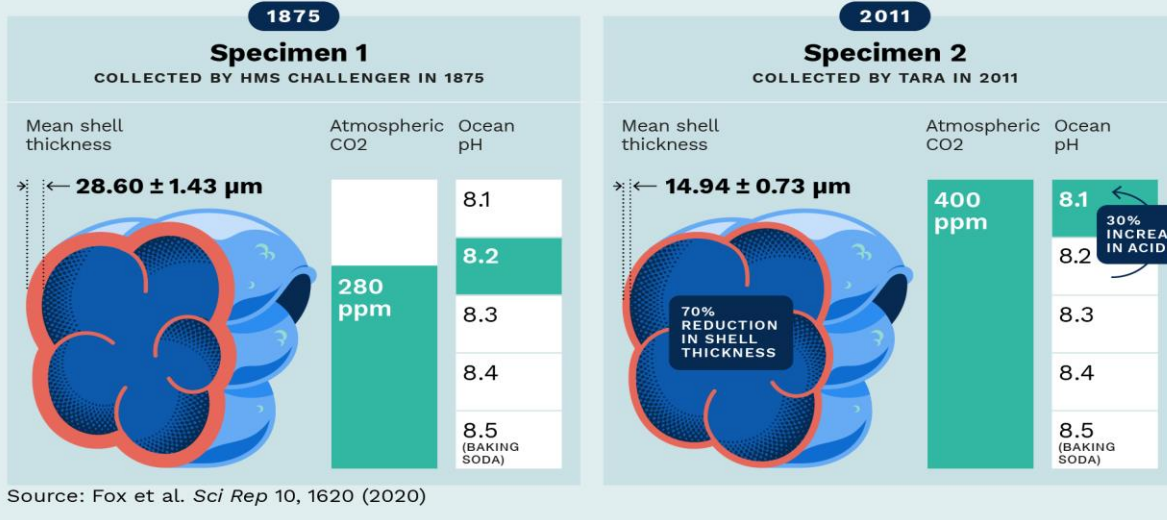 1875
Specimen 1
COLLECTED BY HMS CHALLENGER IN 1875
Mean shell
thickness
Atmospheric
CO2
Ocean
pH
28.60 ± 1.43 µm
280
ppm
8.1
8.2
8.3
8.4
8.5
(BAKING
SODA)
2011
Specimen 2
COLLECTED BY TARA IN 2011
Mean shell
thickness
Atmospheric
CO2
Ocean
pH
14.94 ± 0.73 µm
70%
REDUCTION
IN SHELL
THICKNESS
400
ppm
8.1
30%
INCREA
IN ACID
8.2
8.3
8.4
8.5
(BAKING
SODA)
Source: Fox et al. Sci Rep 10, 1620 (2020)